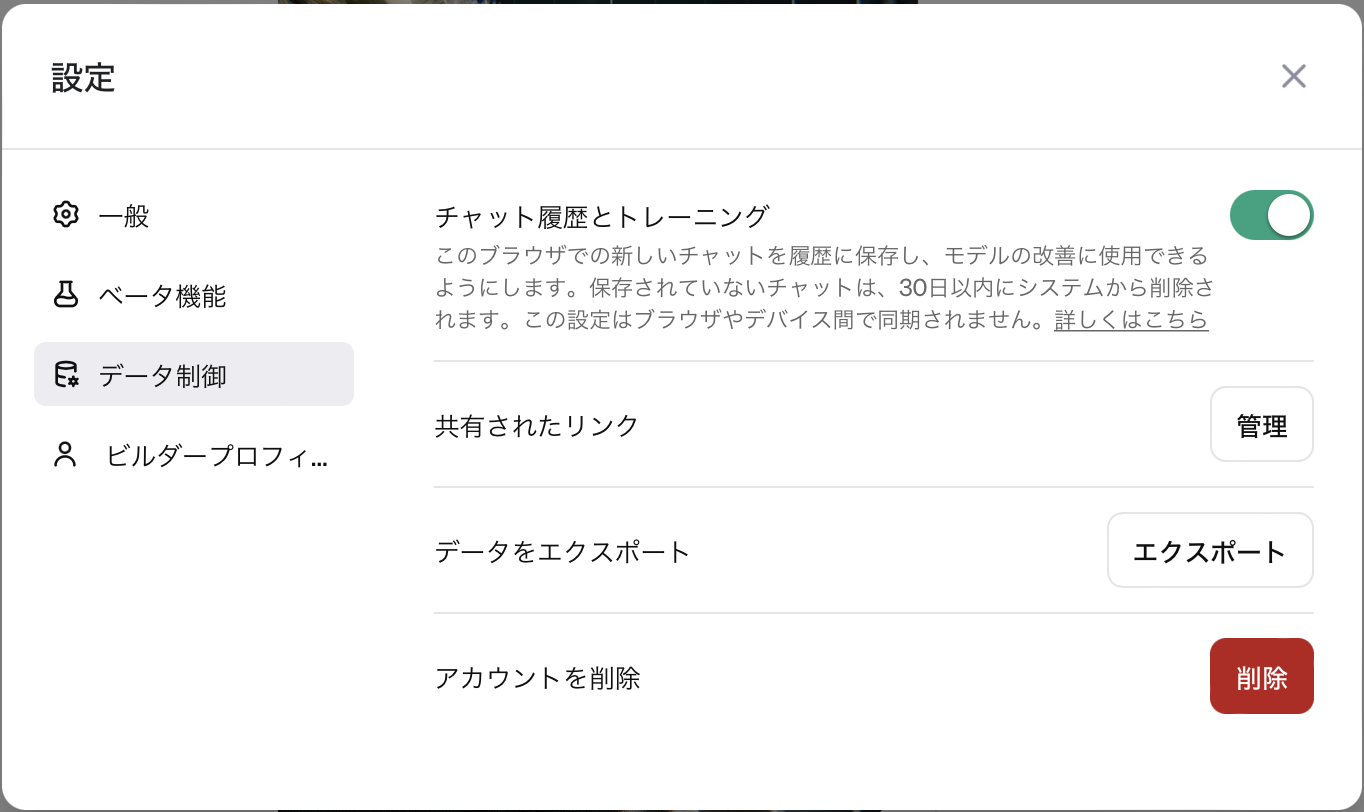 設定
一般
ベータ機能
データ制御
ビルダープロフィ...
チャット履歴とトレーニング
このブラウザでの新しいチャットを履歴に保存し、モデルの改善に使用できる
ようにします。保存されていないチャットは、30日以内にシステムから削除さ
れます。この設定はブラウザやデバイス間で同期されません。詳しくはこちら
共有されたリンク
管理
データをエクスポート
エクスポート
アカウントを削除
削除